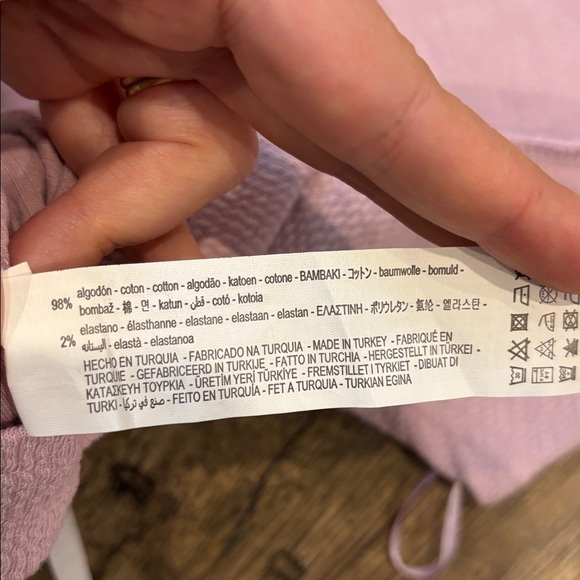 98% algodón - coton - cotton - algodão - katoen - cotone - ΒΑΜΒΑΚΙ - コットン - baumwolle - bomuld -
bombaž - 棉 - 면 - katun - قطن - cotó - kotoia
2% elastano - élasthanne - elastane - elastaan - elastan - ΕΛΑΣΤΙΝΗ - ポリウレタン - 氨纶 - 엘라스탄 -
اليستانه - elastà - elastanoa
HECHO EN TURQUIA - FABRICADO NA TURQUIA - MADE IN TURKEY - FABRIQUÉ EN
TURQUIE - GEFABRICEERD IN TURKIJE - FATTO IN TURCHIA - HERGESTELLT IN TÜRKEI -
ΚΑΤΑΣΚΕΥΗ ΤΟΥΡΚΙΑ - ÜRETİM YERİ TÜRKİYE - FREMSTILLET I TYRKIET - DIBUAT DI
TURKI - صنع في تركيا - FEITO EN TURQUÍA - FET A TURQUIA - TURKIAN EGINA